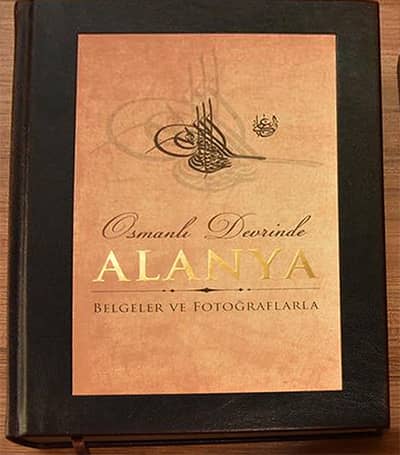 Osmanlı Devrinde
ALANYA
BELGELER VE FOTOĞRAFLARLA